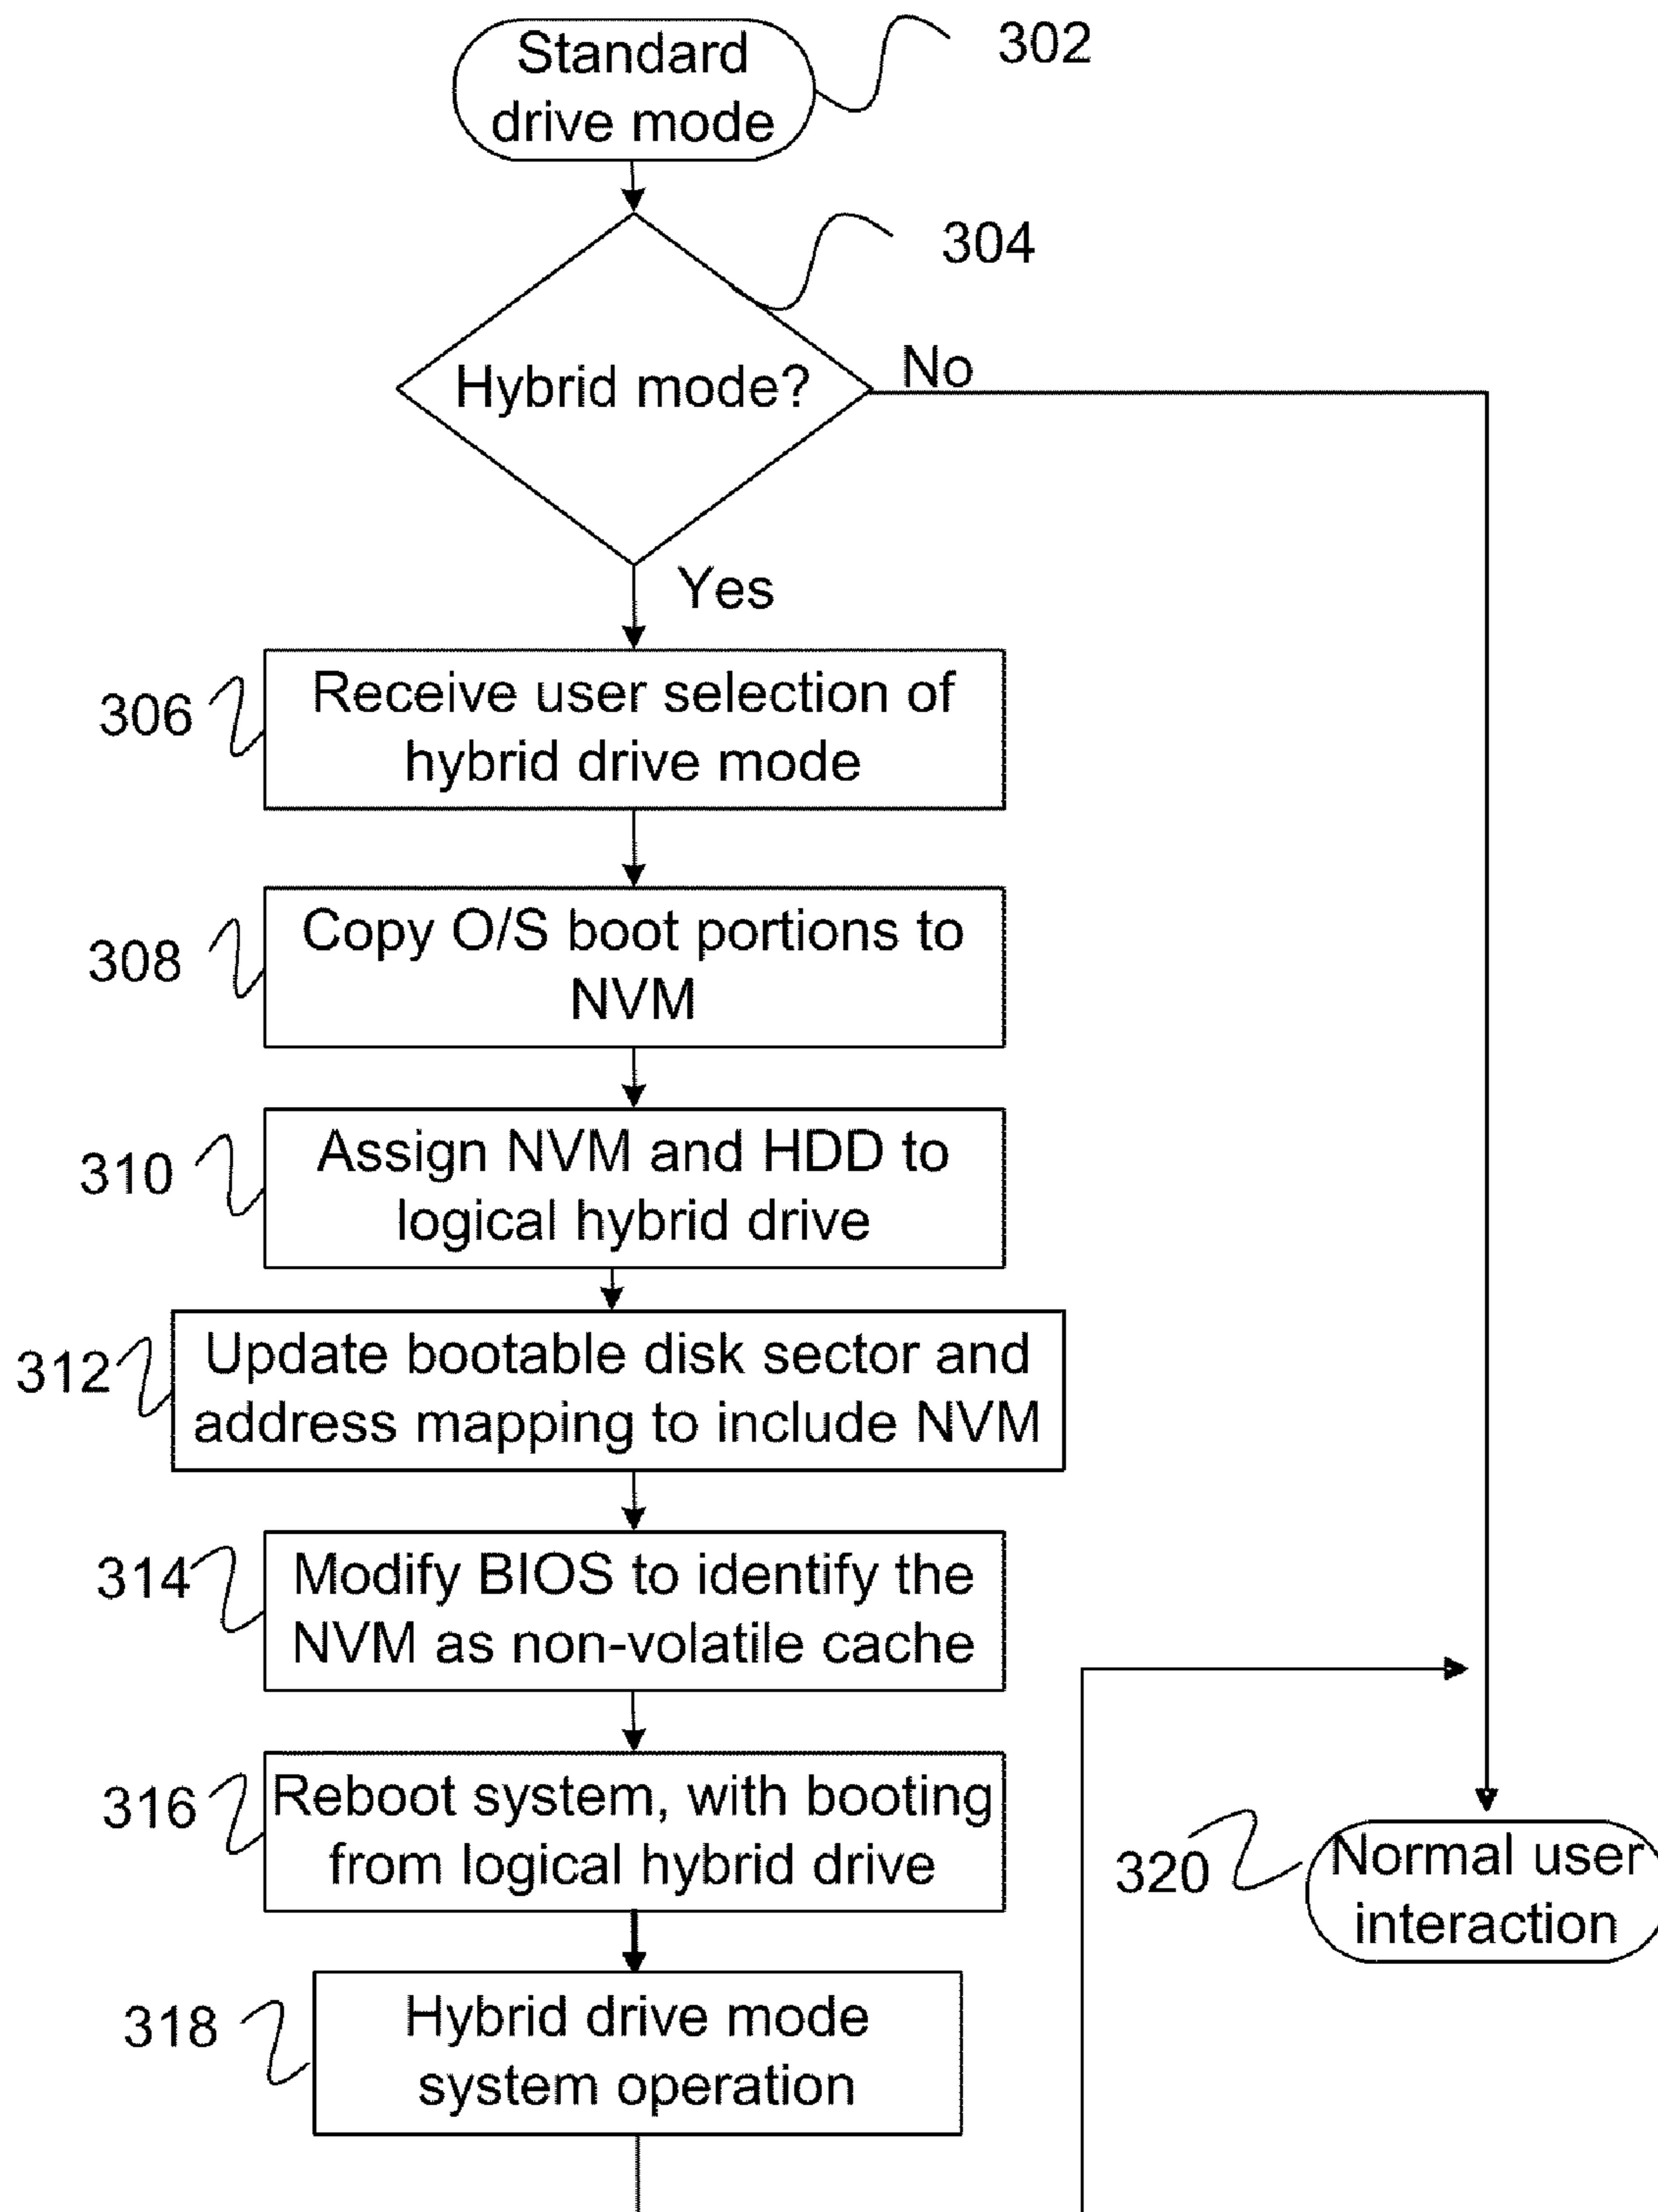 Standard
drive mode
302
304
Hybrid mode?
No
Yes
306
Receive user selection of
hybrid drive mode
308
Copy O/S boot portions to
NVM
310
Assign NVM and HDD to
logical hybrid drive
312
Update bootable disk sector and
address mapping to include NVM
314
Modify BIOS to identify the
NVM as non-volatile cache
316
Reboot system, with booting
from logical hybrid drive
320
Normal user
interaction
318
Hybrid drive mode
system operation